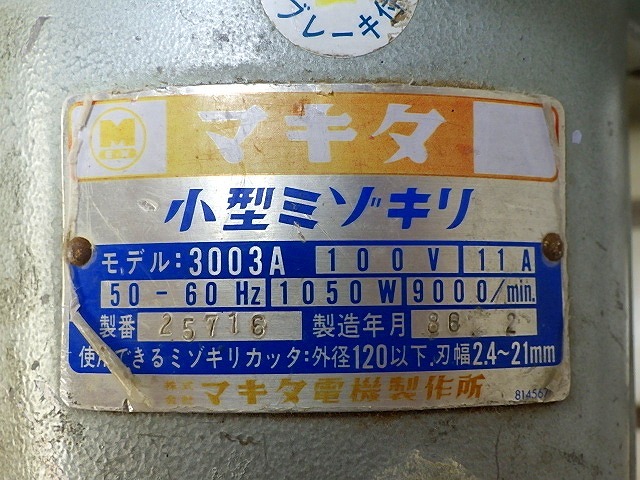 ブレーキ付
M
マキタ
小型ミゾキリ
モデル:3003A 100V 11A
50-60Hz 1050W 9000/min.
製番 25716 製造年月 86.2
使用できるミゾキリカッタ:外径120以下.刃幅2.4~21mm
株式会社 マキタ電機製作所